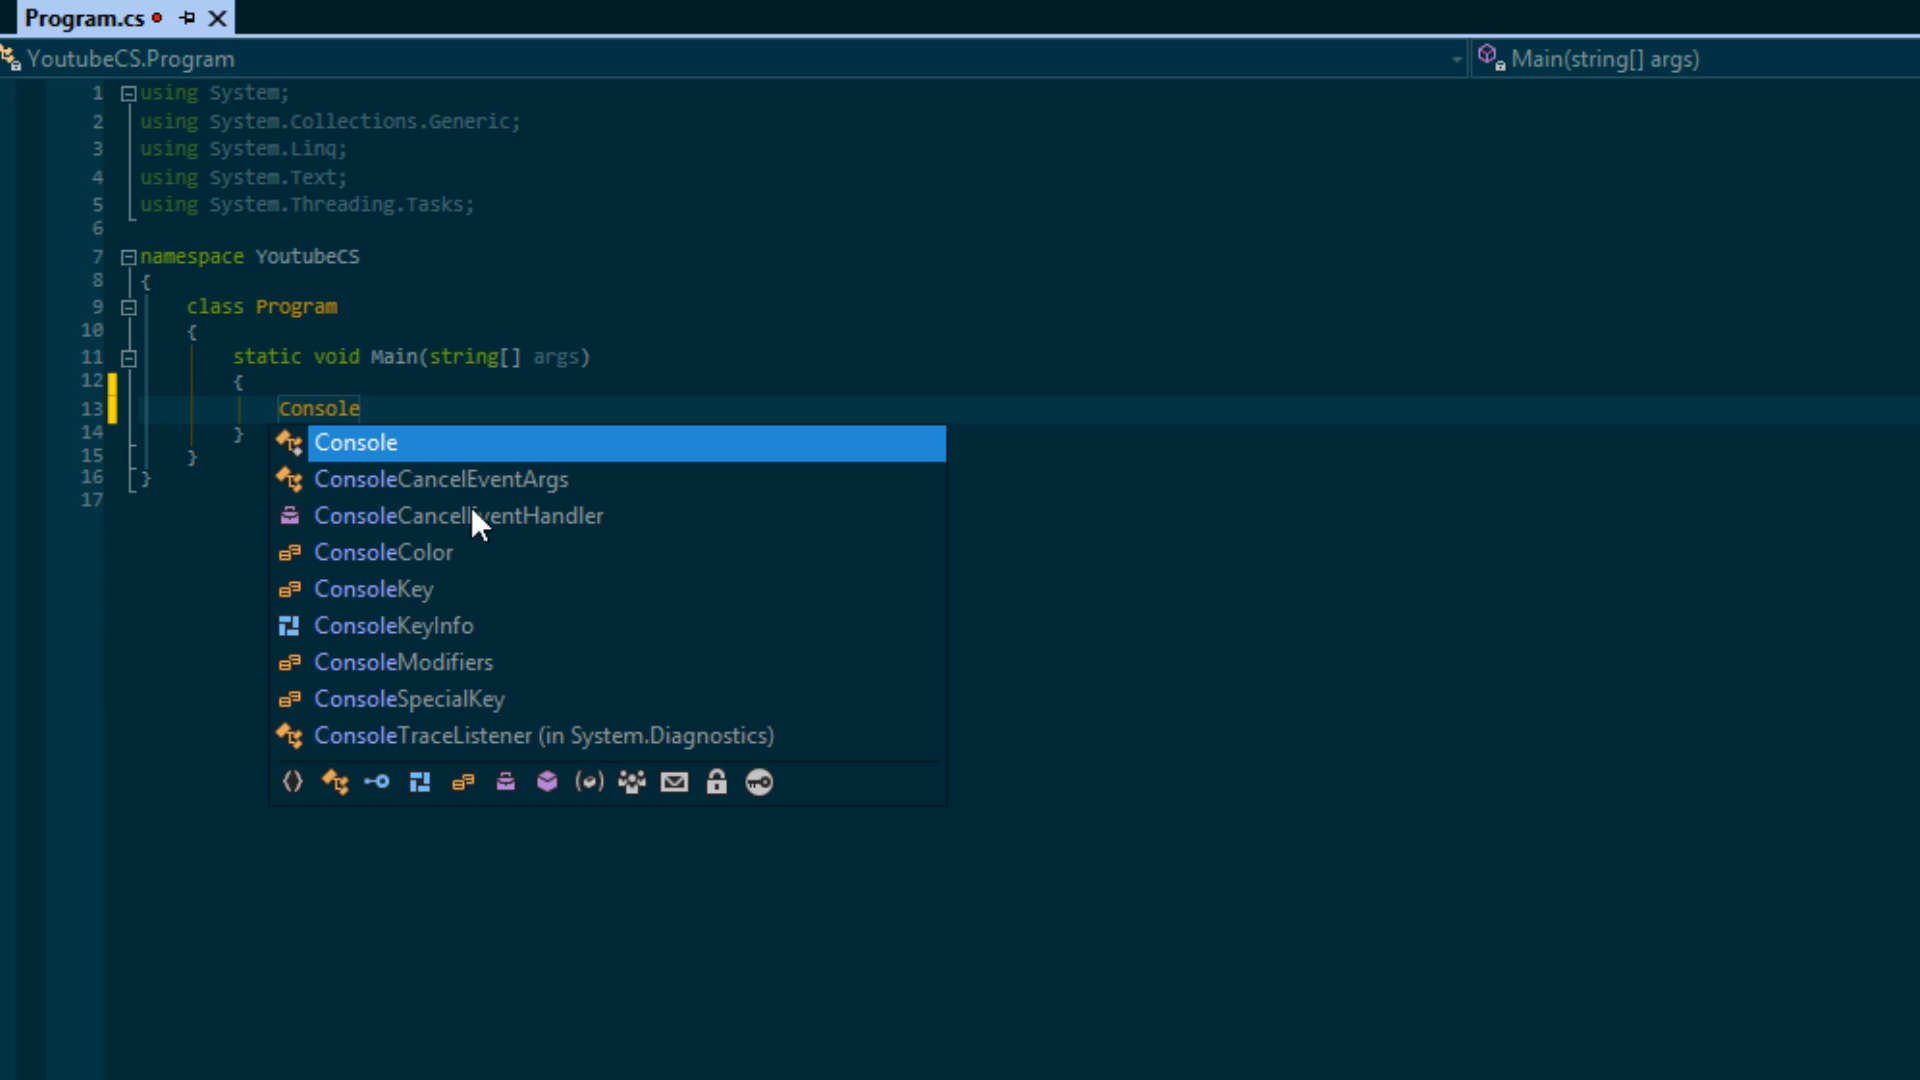 Program.cs
YoutubeCS.Program
Main(string[] args)
1 using System;
2 using System.Collections.Generic;
3 using System.Linq;
4 using System.Text;
5 using System.Threading.Tasks;
6
7 namespace YoutubeCS
8 {
9 class Program
10 {
11 static void Main(string[] args)
12 {
13 Console
14 }
15 }
16 }
17
Console
ConsoleCancelEventArgs
ConsoleCancelEventHandler
ConsoleColor
ConsoleKey
ConsoleKeyInfo
ConsoleModifiers
ConsoleSpecialKey
ConsoleTraceListener (in System.Diagnostics)